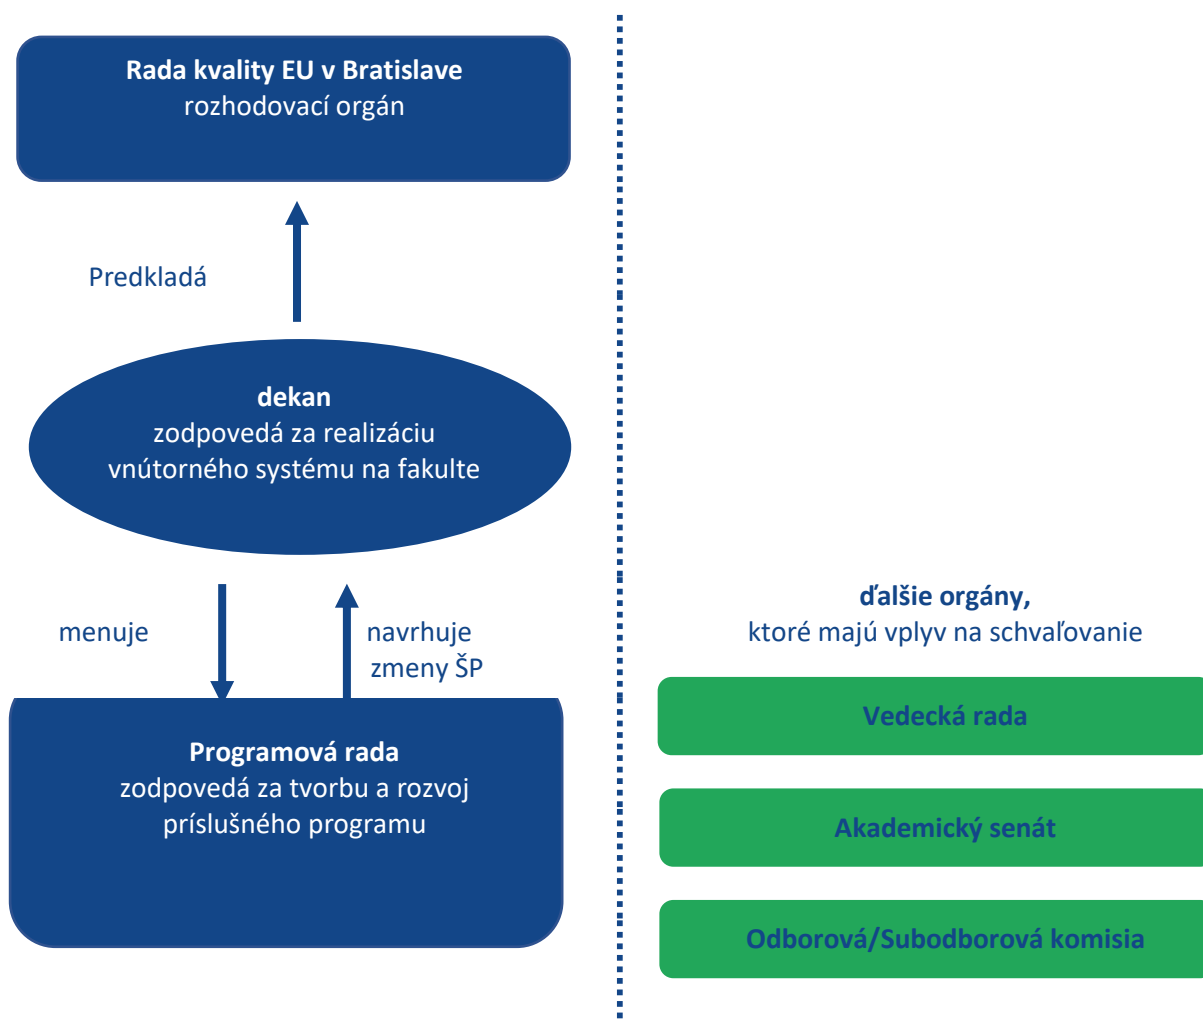 Rada kvality EU v Bratislave
rozhodovací orgán
Predkladá
dekan
zodpovedá za realizáciu
vnútorného systému na fakulte
menuje
navrhuje
zmeny ŠP
Programová rada
zodpovedá za tvorbu a rozvoj
príslušného programu
ďalšie orgány,
ktoré majú vplyv na schvaľovanie
Vedecká rada
Akademický senát
Odborová/Subodborová komisia